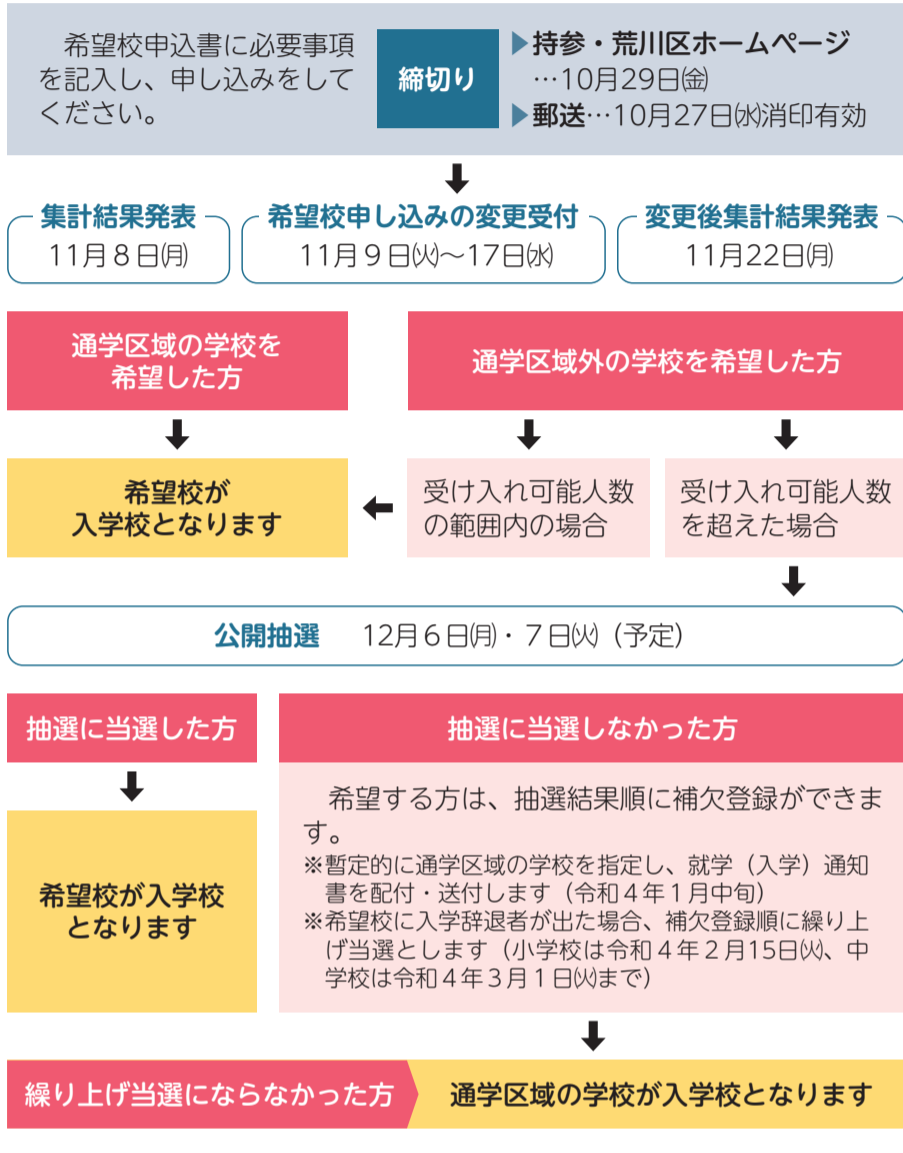 希望校申込書に必要事項
を記入し、申し込みをして
ください。
締切り
▶持参・荒川区ホームページ
…10月29日㈮
▶郵送…10月27日㈬消印有効
集計結果発表
11月8日㈪
希望校申し込みの変更受付
11月9日㈫～17日㈬
変更後集計結果発表
11月22日㈪
通学区域の学校を
希望した方
通学区域外の学校を希望した方
希望校が
入学校となります
受け入れ可能人数
の範囲内の場合
受け入れ可能人数
を超えた場合
公開抽選 12月6日㈪・7日㈫（予定）
抽選に当選した方
希望校が入学校
となります
抽選に当選しなかった方
希望する方は、抽選結果順に補欠登録ができま
す。
※暫定的に通学区域の学校を指定し、就学（入学）通知
書を配付・送付します（令和4年1月中旬）
※希望校に入学辞退者が出た場合、補欠登録順に繰り上
げ当選とします（小学校は令和4年2月15日㈫、中
学校は令和4年3月1日㈫まで）
繰り上げ当選にならなかった方
通学区域の学校が入学校となります